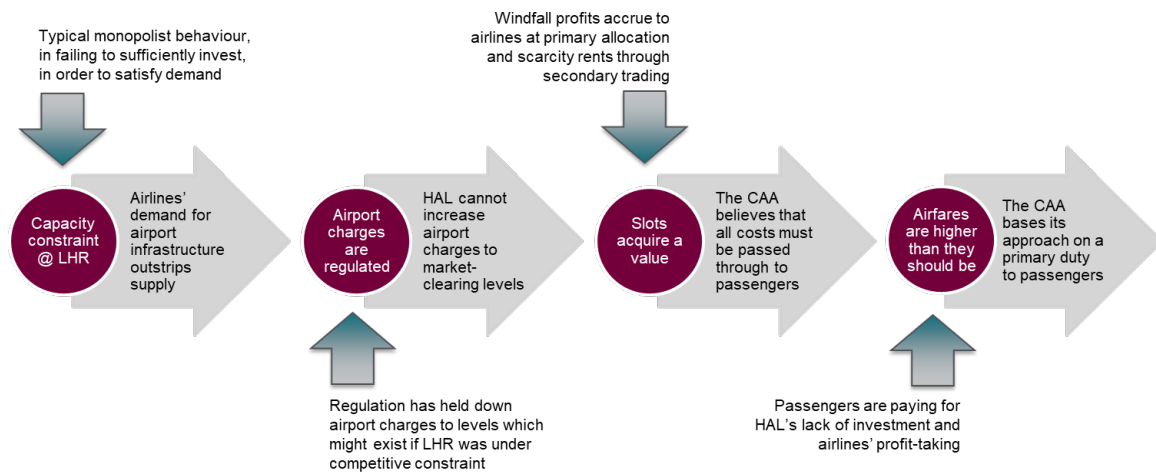 Typical monopolist behaviour,
in failing to sufficiently invest,
in order to satisfy demand
Windfall profits accrue to
airlines at primary allocation
and scarcity rents through
secondary trading
Capacity
constraint
@ LHR
Airlines’
demand for
airport
infrastructure
outstrips
supply
Airport
charges
are
regulated
HAL cannot
increase
airport
charges to
market-
clearing levels
Slots
acquire a
value
The CAA
believes that
all costs must
be passed
through to
passengers
Airfares
are higher
than they
should be
The CAA
bases its
approach on a
primary duty
to passengers
Regulation has held down
airport charges to levels which
might exist if LHR was under
competitive constraint
Passengers are paying for
HAL’s lack of investment and
airlines’ profit-taking